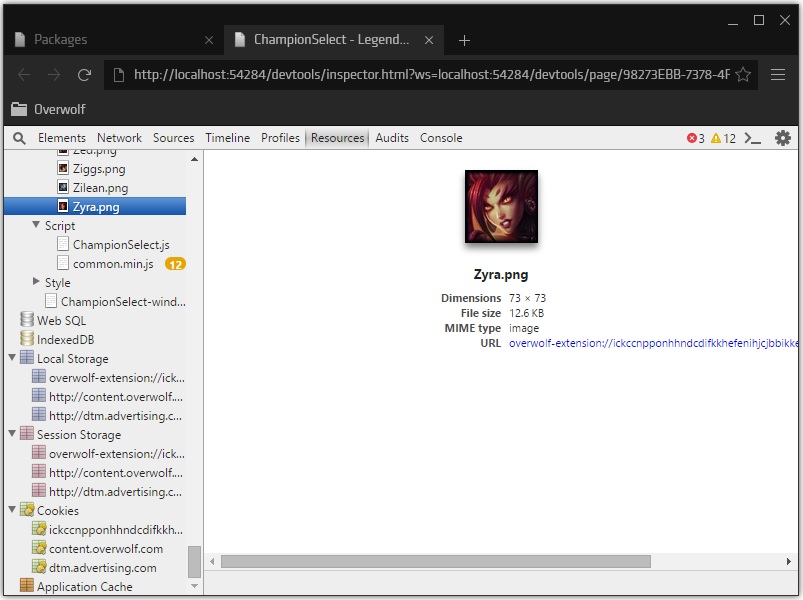 Packages
ChampionSelect - Legend...
http://localhost:54284/devtools/inspector.html?ws=localhost:54284/devtools/page/98273EBB-7378-4F
Overwolf
Elements Network Sources Timeline Profiles Resources Audits Console 3 12
Zed.png
Ziggs.png
Zilean.png
Zyra.png
Script
ChampionSelect.js
common.min.js 12
Style
ChampionSelect-wind...
Web SQL
IndexedDB
Local Storage
overwolf-extension://ick...
http://content.overwolf....
http://dtm.advertising.c...
Session Storage
overwolf-extension://ick...
http://content.overwolf....
http://dtm.advertising.c...
Cookies
ickccnpponhhndcdifkkh...
content.overwolf.com
dtm.advertising.com
Application Cache
Zyra.png
Dimensions 73 × 73
File size 12.6 KB
MIME type image
URL overwolf-extension://ickccnpponhhndcdifkkhefenihjcjbbikke